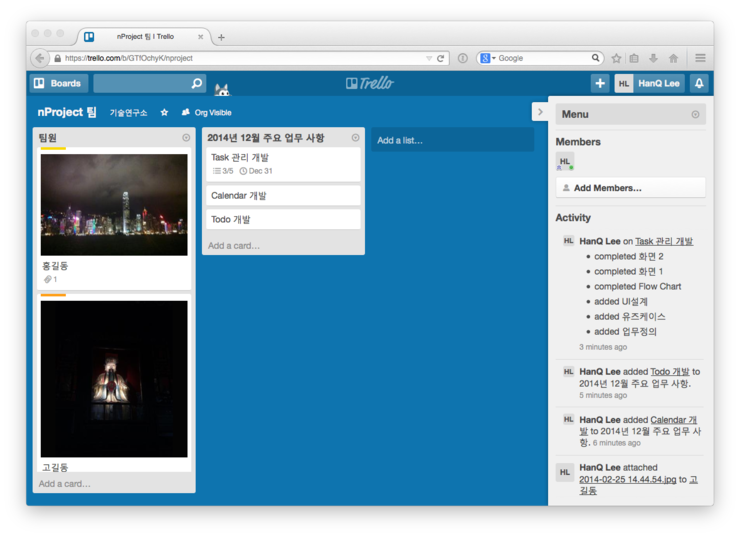 nProject 팀 | Trello
https://trello.com/b/GTfOchyK/nproject
Google
Boards
Trello
HL HanQ Lee
nProject 팀 기술연구소 Org Visible
팀원
홍길동
1
고길동
Add a card…
2014년 12월 주요 업무 사항
Task 관리 개발
3/5 Dec 31
Calendar 개발
Todo 개발
Add a card…
Add a list…
Menu
Members
HL
Add Members…
Activity
HL HanQ Lee on Task 관리 개발
completed 화면 2
completed 화면 1
completed Flow Chart
added UI설계
added 유즈케이스
added 업무정의
3 minutes ago
HL HanQ Lee added Todo 개발 to
2014년 12월 주요 업무 사항.
5 minutes ago
HL HanQ Lee added Calendar 개
발 to 2014년 12월 주요 업무 사
항. 6 minutes ago
HL HanQ Lee attached
2014-02-25 14.44.54.jpg to 고
길동